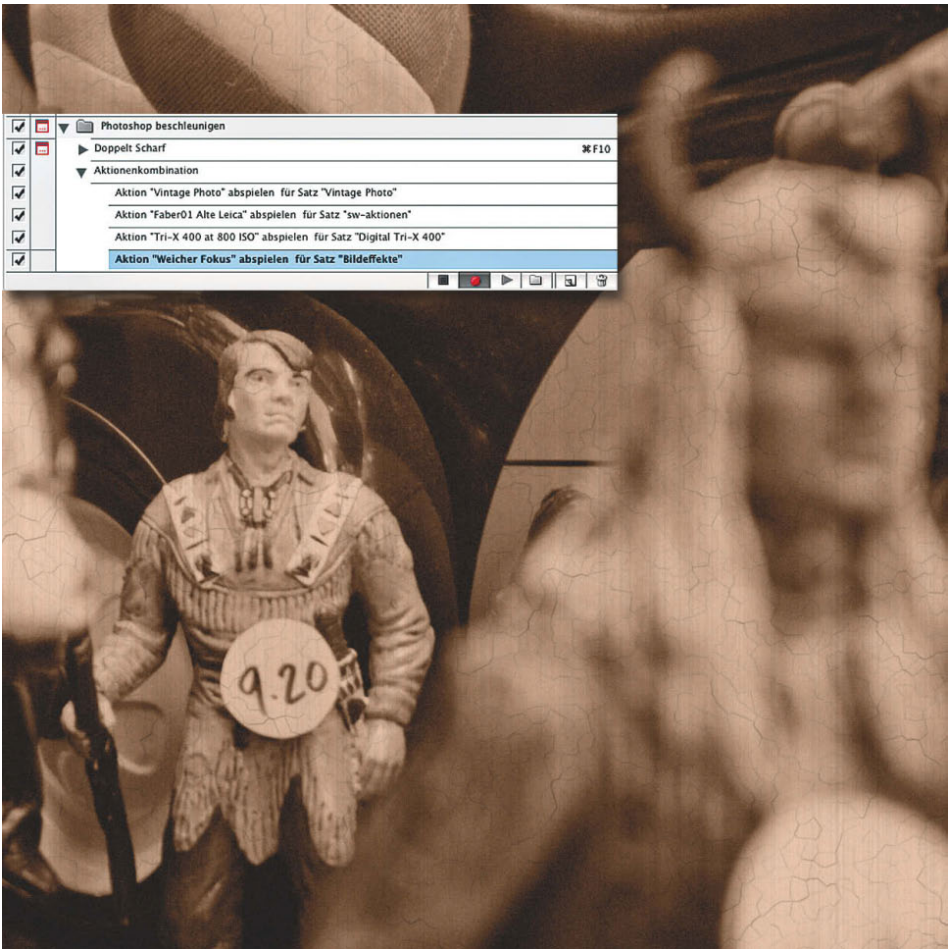 Photoshop beschleunigen
Doppelt Scharf ⌘F10
Aktionenkombination
Aktion "Vintage Photo" abspielen für Satz "Vintage Photo"
Aktion "Faber01 Alte Leica" abspielen für Satz "sw-aktionen"
Aktion "Tri-X 400 at 800 ISO" abspielen für Satz "Digital Tri-X 400"
Aktion "Weicher Fokus" abspielen für Satz "Bildeffekte"
9.20